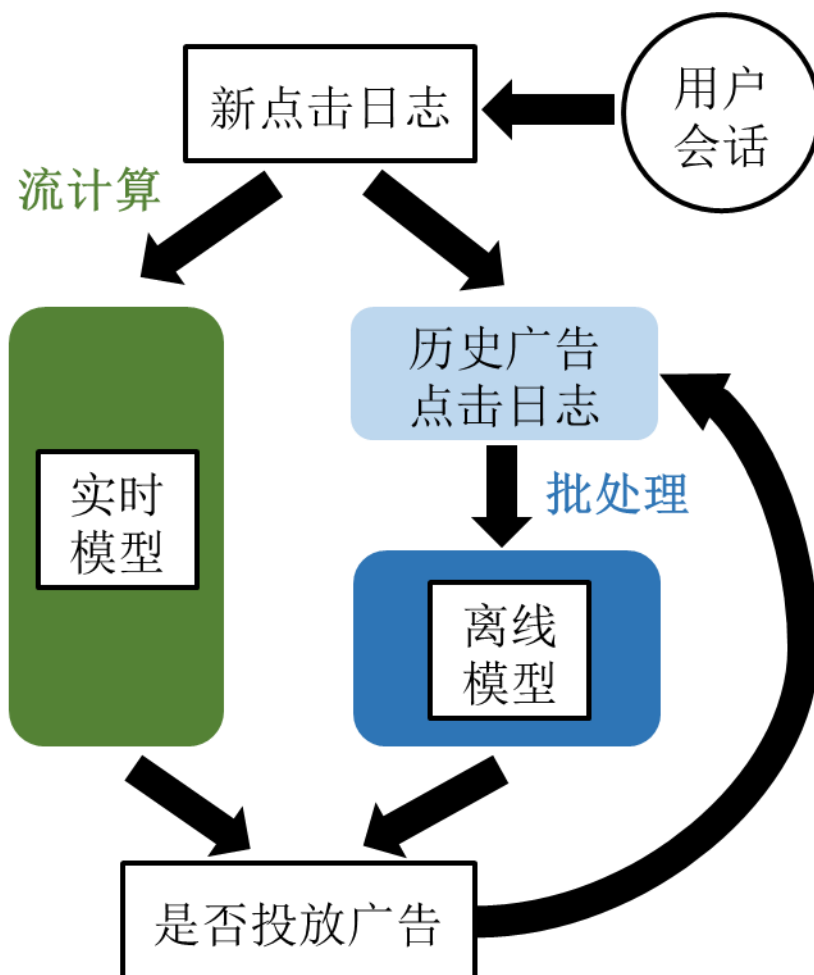 新点击日志
用户
会话
流计算
历史广告
点击日志
实时
模型
批处理
离线
模型
是否投放广告